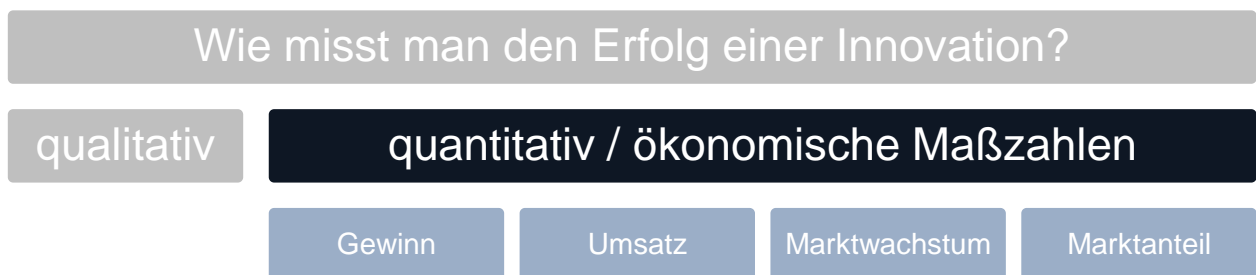 Wie misst man den Erfolg einer Innovation?
qualitativ
quantitativ / ökonomische Maßzahlen
Gewinn
Umsatz
Marktwachstum
Marktanteil